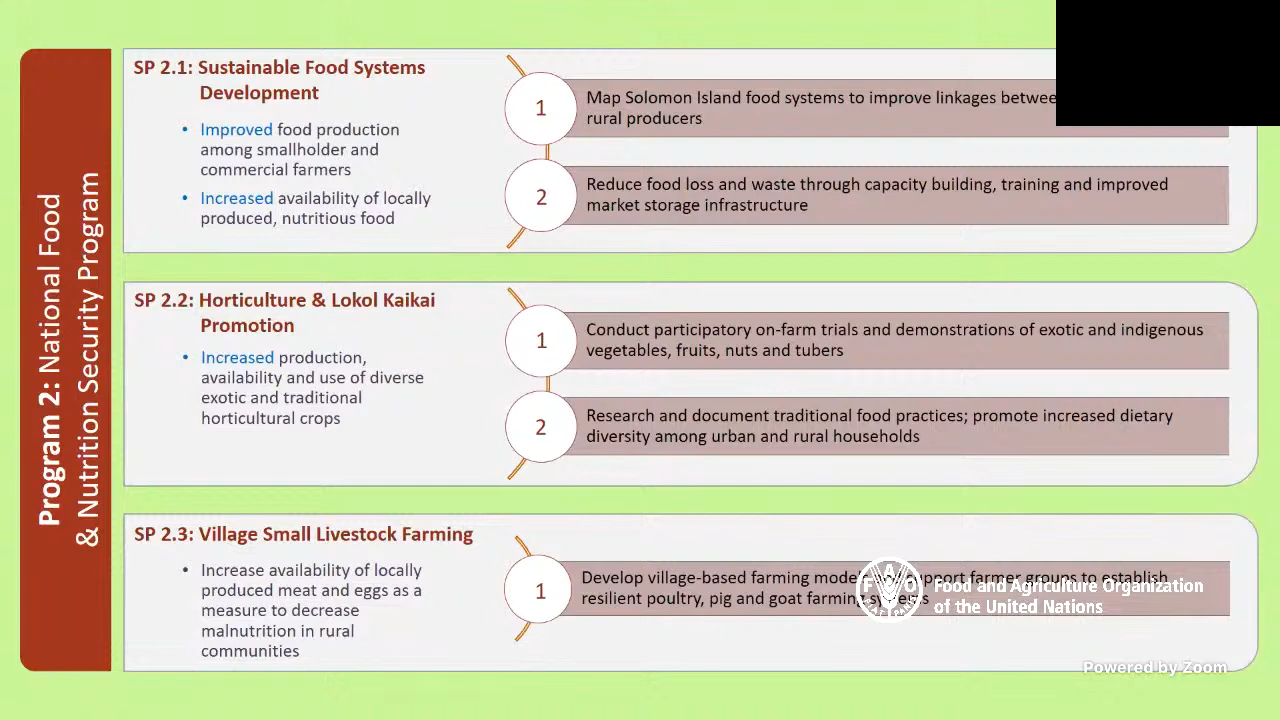 Program 2: National Food
& Nutrition Security Program
SP 2.1: Sustainable Food Systems
Development
• Improved food production
among smallholder and
commercial farmers
• Increased availability of locally
produced, nutritious food
1
Map Solomon Island food systems to improve linkages betwee
rural producers
2
Reduce food loss and waste through capacity building, training and improved
market storage infrastructure
SP 2.2: Horticulture & Lokol Kaikai
Promotion
• Increased production,
availability and use of diverse
exotic and traditional
horticultural crops
1
Conduct participatory on-farm trials and demonstrations of exotic and indigenous
vegetables, fruits, nuts and tubers
2
Research and document traditional food practices; promote increased dietary
diversity among urban and rural households
SP 2.3: Village Small Livestock Farming
• Increase availability of locally
produced meat and eggs as a
measure to decrease
malnutrition in rural
communities
1
Develop village-based farming support farmer groups to establish
resilient poultry, pig and goat farming
FAO
Food and Agriculture Organization
of the United Nations
Powered by Zoom